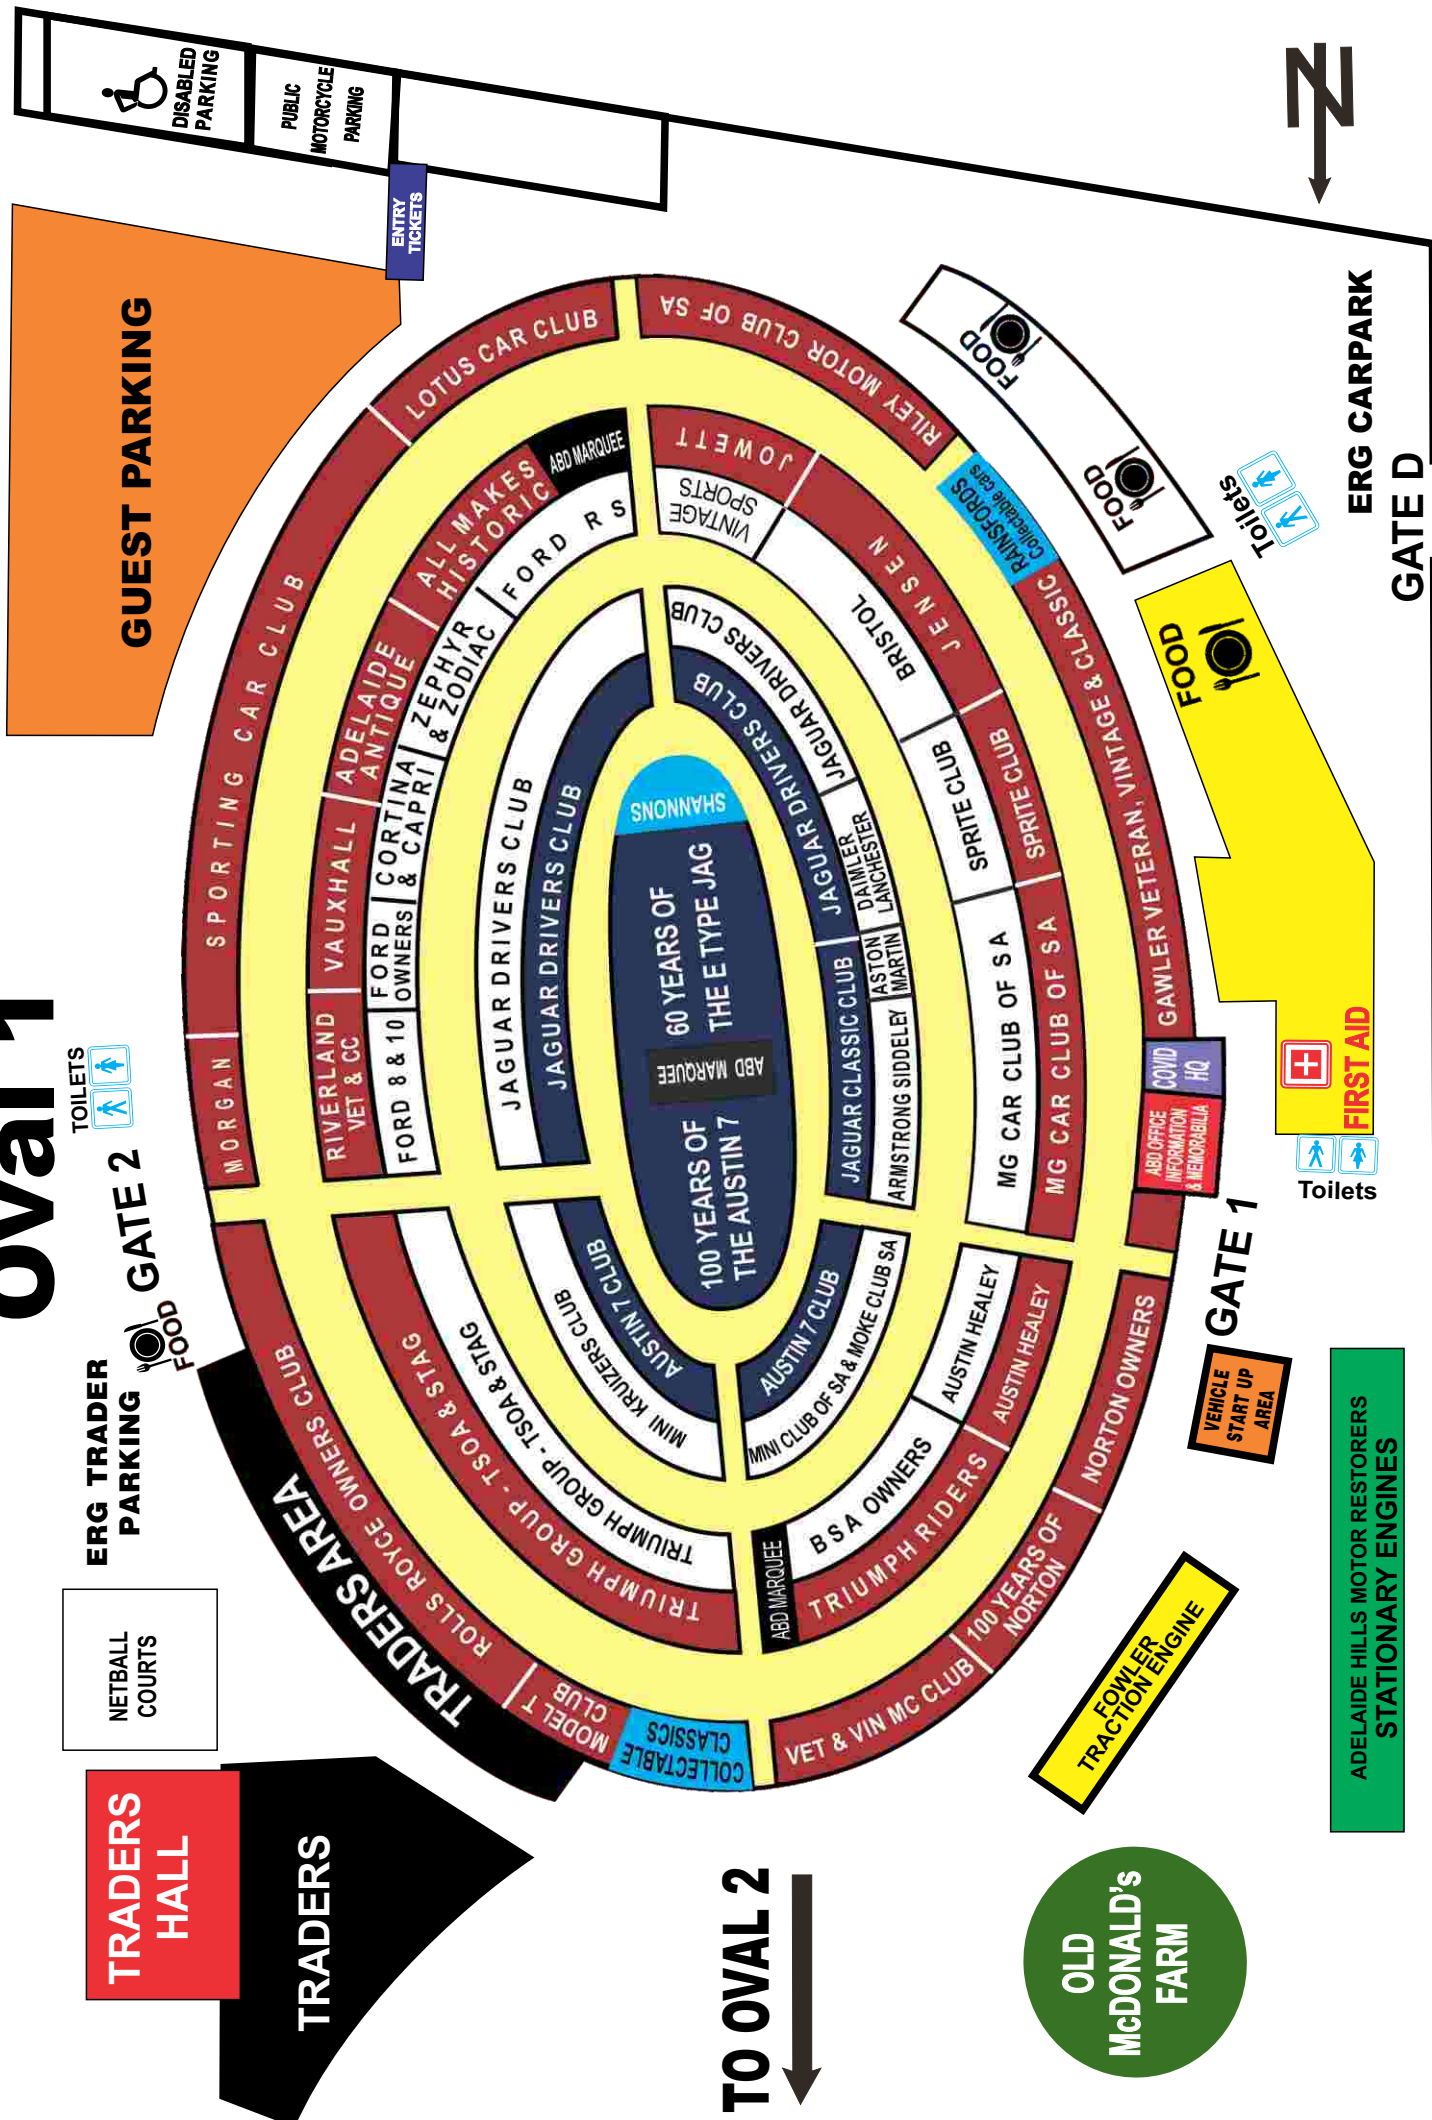 Oval 1
DISABLED
PARKING
PUBLIC
MOTORCYCLE
PARKING
ENTRY
TICKETS
GUEST PARKING
N
ERG CARPARK
GATE D
TOILETS
GATE 2
FOOD
ERG TRADER
PARKING
NETBALL
COURTS
TRADERS
HALL
TRADERS
TRADERS AREA
MORGAN
SPORTING CAR CLUB
LOTUS CAR CLUB
RILEY MOTOR CLUB OF SA
RAINSFORDS
Collectable cars
GAWLER VETERAN, VINTAGE & CLASSIC
COVID
HQ
ABD OFFICE
INFORMATION
& MEMORABILIA
NORTON OWNERS
100 YEARS OF
NORTON
VET & VIN MC CLUB
COLLECTABLE
CLASSICS
MODEL T
CLUB
ROLLS ROYCE OWNERS CLUB
RIVERLAND
VET & CC
VAUXHALL
ADELAIDE
ANTIQUE
ALL MAKES
HISTORIC
ABD MARQUEE
JOWETT
JENSEN
SPRITE CLUB
MG CAR CLUB OF SA
AUSTIN HEALEY
TRIUMPH RIDERS
ABD MARQUEE
TRIUMPH GROUP - TSOA & STAG
FORD 8 & 10
FORD
OWNERS
CORTINA
& CAPRI
ZEPHYR
& ZODIAC
FORD RS
VINTAGE
SPORTS
BRISTOL
SPRITE CLUB
MG CAR CLUB OF SA
AUSTIN HEALEY
BSA OWNERS
TRIUMPH GROUP - TSOA & STAG
JAGUAR DRIVERS CLUB
JAGUAR DRIVERS CLUB
DAIMLER
LANCHESTER
ASTON
MARTIN
ARMSTRONG SIDDELEY
MINI CLUB OF SA & MOKE CLUB SA
MINI KRUIZERS CLUB
JAGUAR DRIVERS CLUB
JAGUAR DRIVERS CLUB
JAGUAR CLASSIC CLUB
AUSTIN 7 CLUB
AUSTIN 7 CLUB
SHANNONS
60 YEARS OF
THE E TYPE JAG
ABD MARQUEE
100 YEARS OF
THE AUSTIN 7
FOOD
FOOD
Toilets
FOOD
FIRST AID
Toilets
GATE 1
VEHICLE
START UP
AREA
ADELAIDE HILLS MOTOR RESTORERS
STATIONARY ENGINES
FOWLER
TRACTION ENGINE
OLD
McDONALD's
FARM
TO OVAL 2